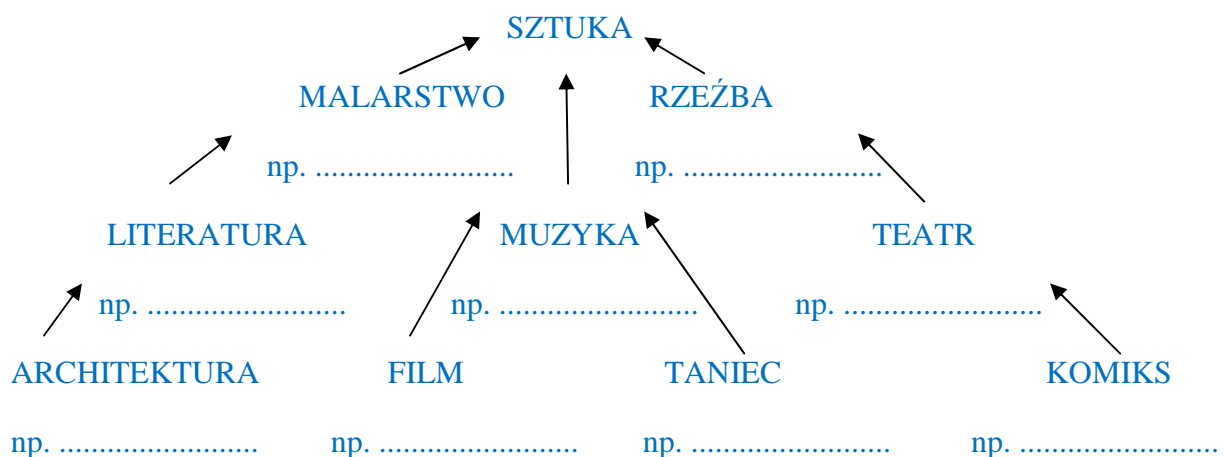 SZTUKA
MALARSTWO RZEŹBA
np. ......................... np. .........................
LITERATURA MUZYKA TEATR
np. ......................... np. ......................... np. .........................
ARCHITEKTURA FILM TANIEC KOMIKS
np. ......................... np. ......................... np. ......................... np. .........................